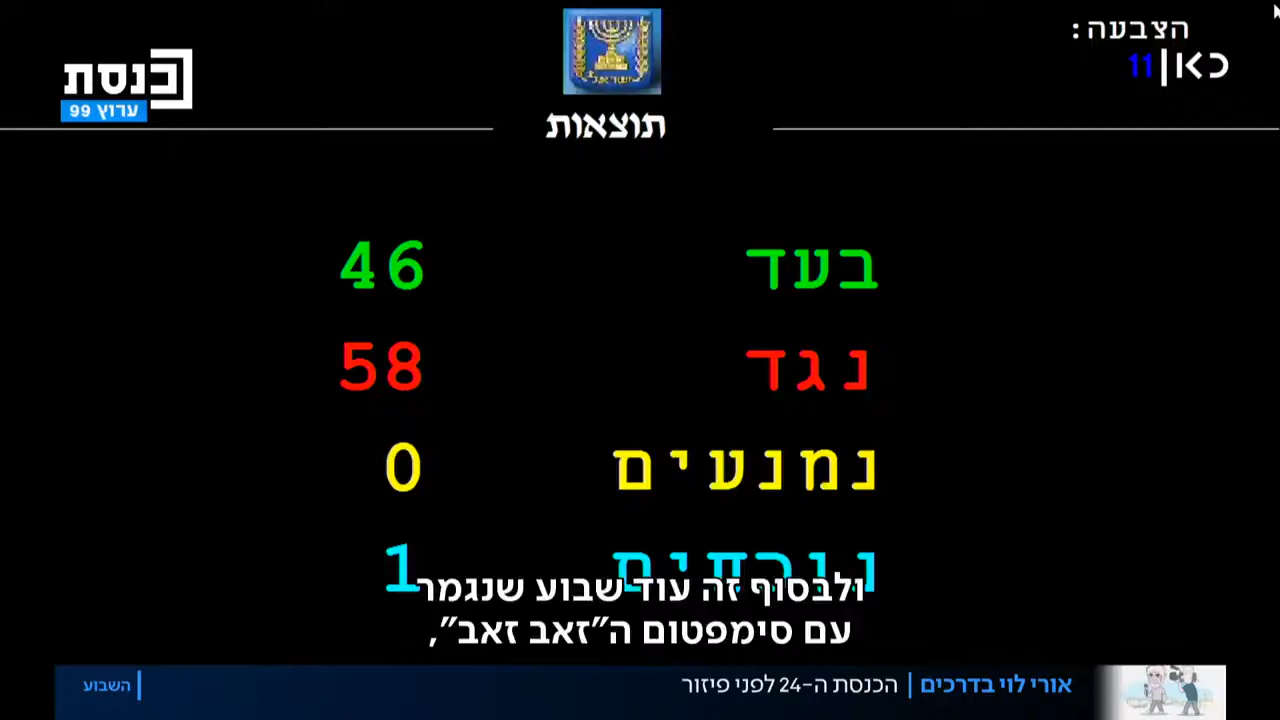 הצבעה:
כאן 11
כנסת
ערוץ 99
תוצאות
בעד 46
נגד 58
נמנעים 0
נוכחים 1
ולבסוף זה עוד שבוע שנגמר
עם סימפטום ה"זאב זאב",
אורי לוי בדרכים | הכנסת ה-24 לפני פיזור
השבוע